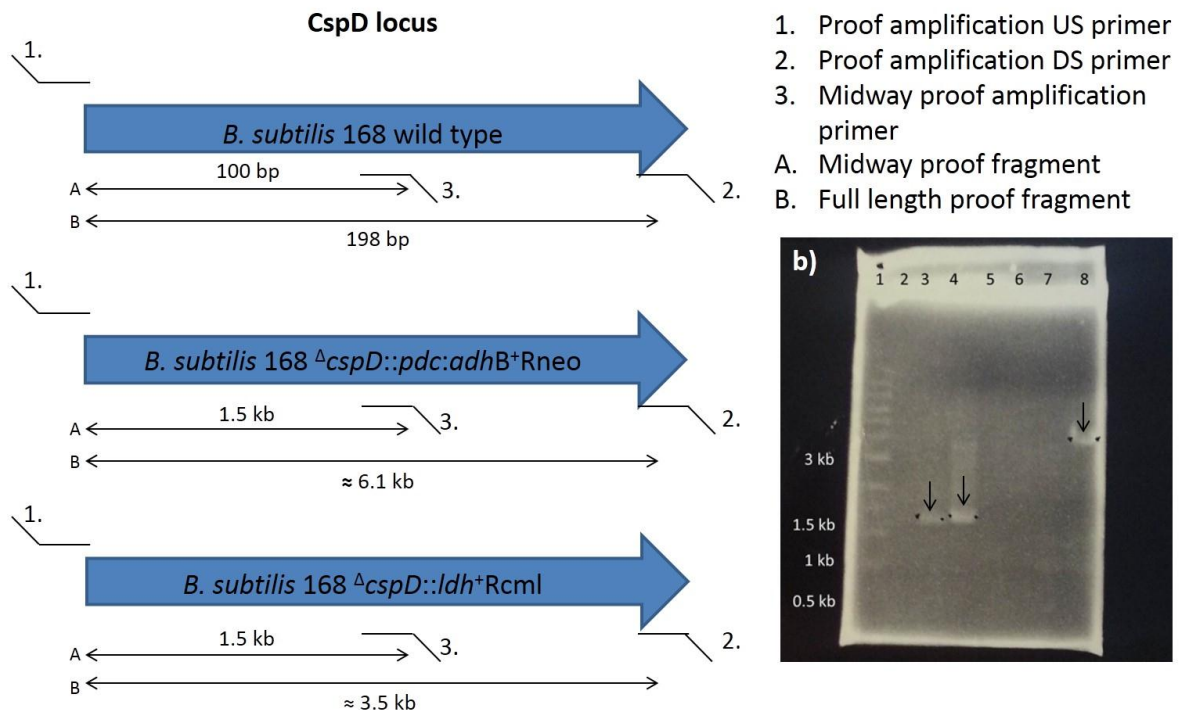 CspD locus
1.
B. subtilis 168 wild type
100 bp
A
3.
2.
B
198 bp
1.
B. subtilis 168 ΔcspD::pdc:adhB⁺Rneo
1.5 kb
A
3.
2.
B
≈ 6.1 kb
1.
B. subtilis 168 ΔcspD::ldh⁺Rcml
1.5 kb
A
3.
2.
B
≈ 3.5 kb
1. Proof amplification US primer
2. Proof amplification DS primer
3. Midway proof amplification
primer
A. Midway proof fragment
B. Full length proof fragment
b)
1 2 3 4 5 6 7 8
3 kb
1.5 kb
1 kb
0.5 kb